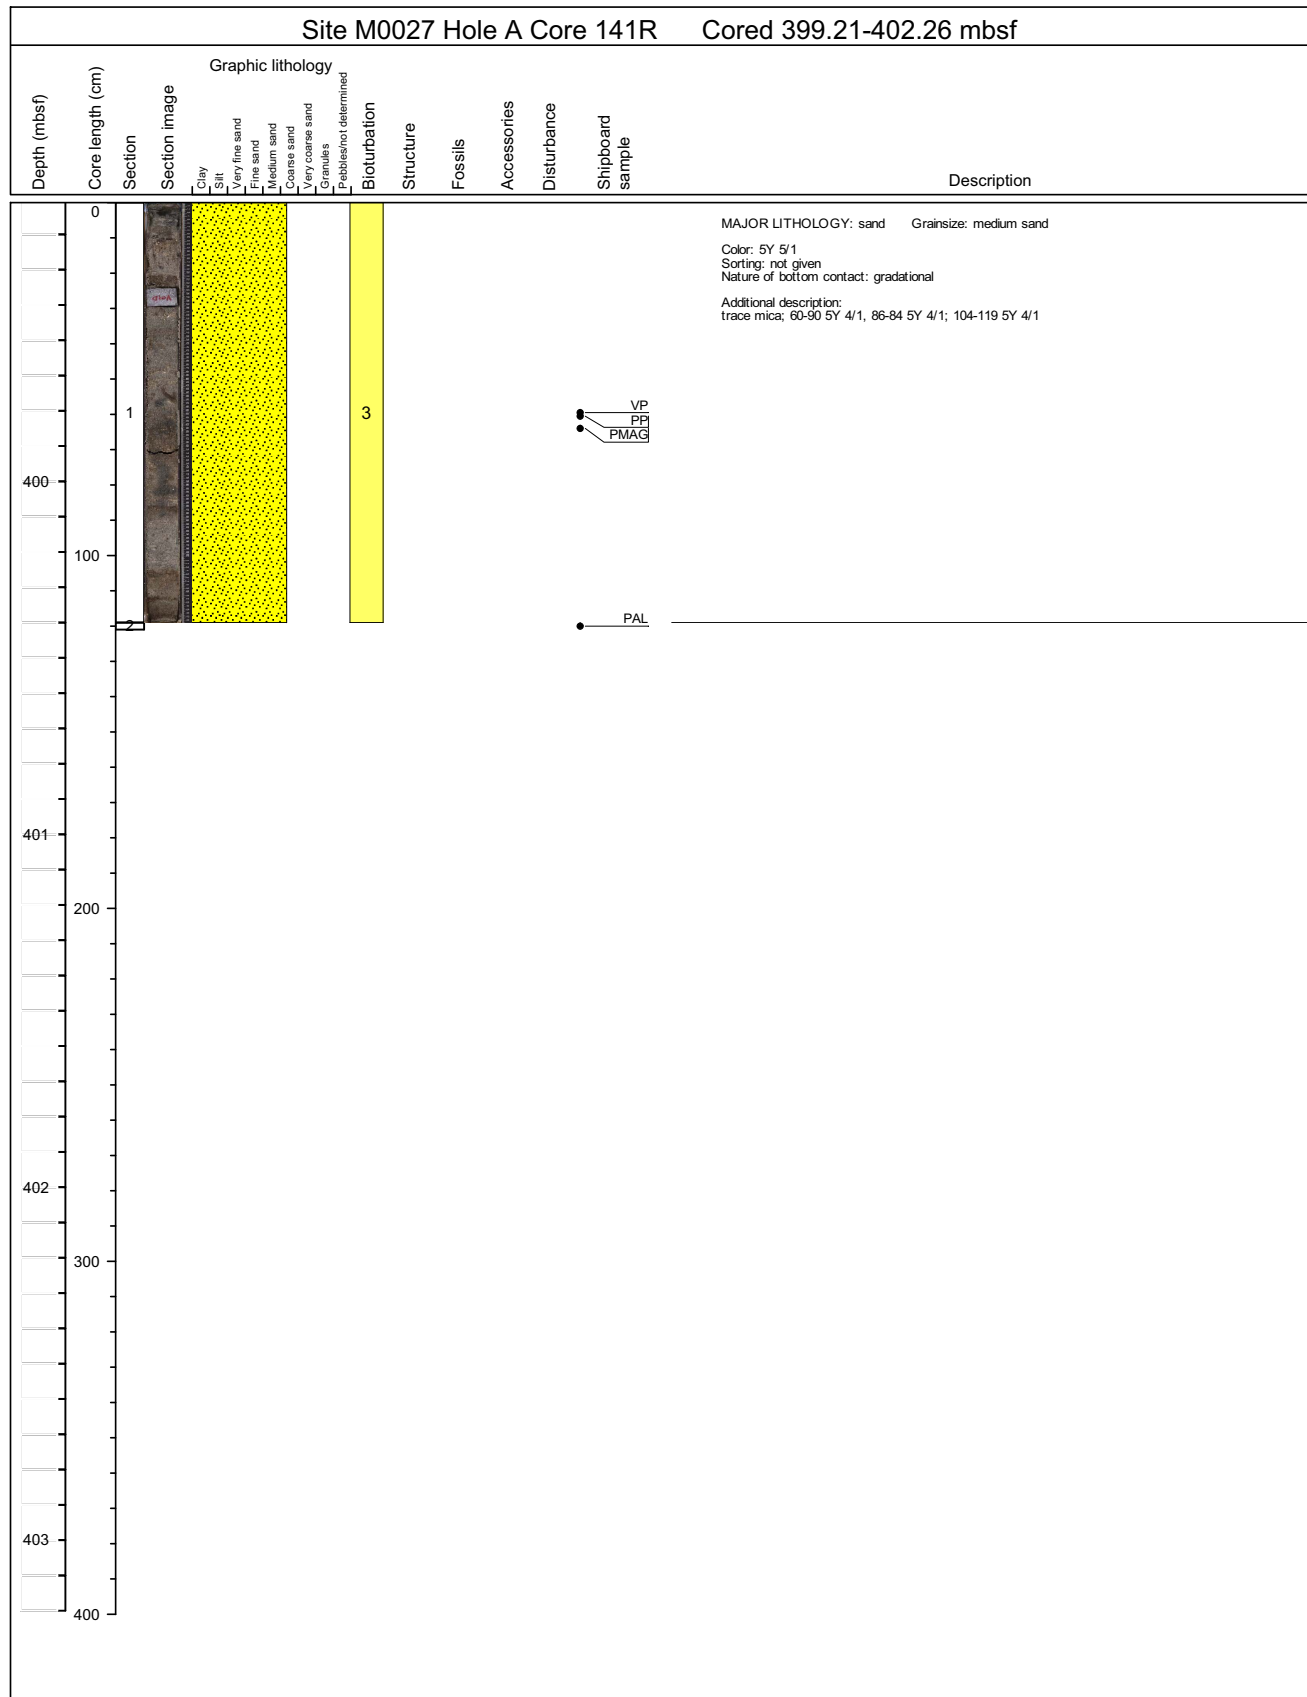 Site M0027 Hole A Core 141R Cored 399.21-402.26 mbsf
Depth (mbsf)
Core length (cm)
Section
Section image
Graphic lithology
Clay
Silt
Very fine sand
Fine sand
Medium sand
Coarse sand
Very coarse sand
Granules
Pebbles/not determined
Bioturbation
Structure
Fossils
Accessories
Disturbance
Shipboard
sample
Description
0
MAJOR LITHOLOGY: sand Grainsize: medium sand
Color: 5Y 5/1
Sorting: not given
Nature of bottom contact: gradational
Additional description:
trace mica; 60-90 5Y 4/1, 86-84 5Y 4/1; 104-119 5Y 4/1
1
3
VP
PP
PMAG
400
100
2
PAL
401
200
402
300
403
400